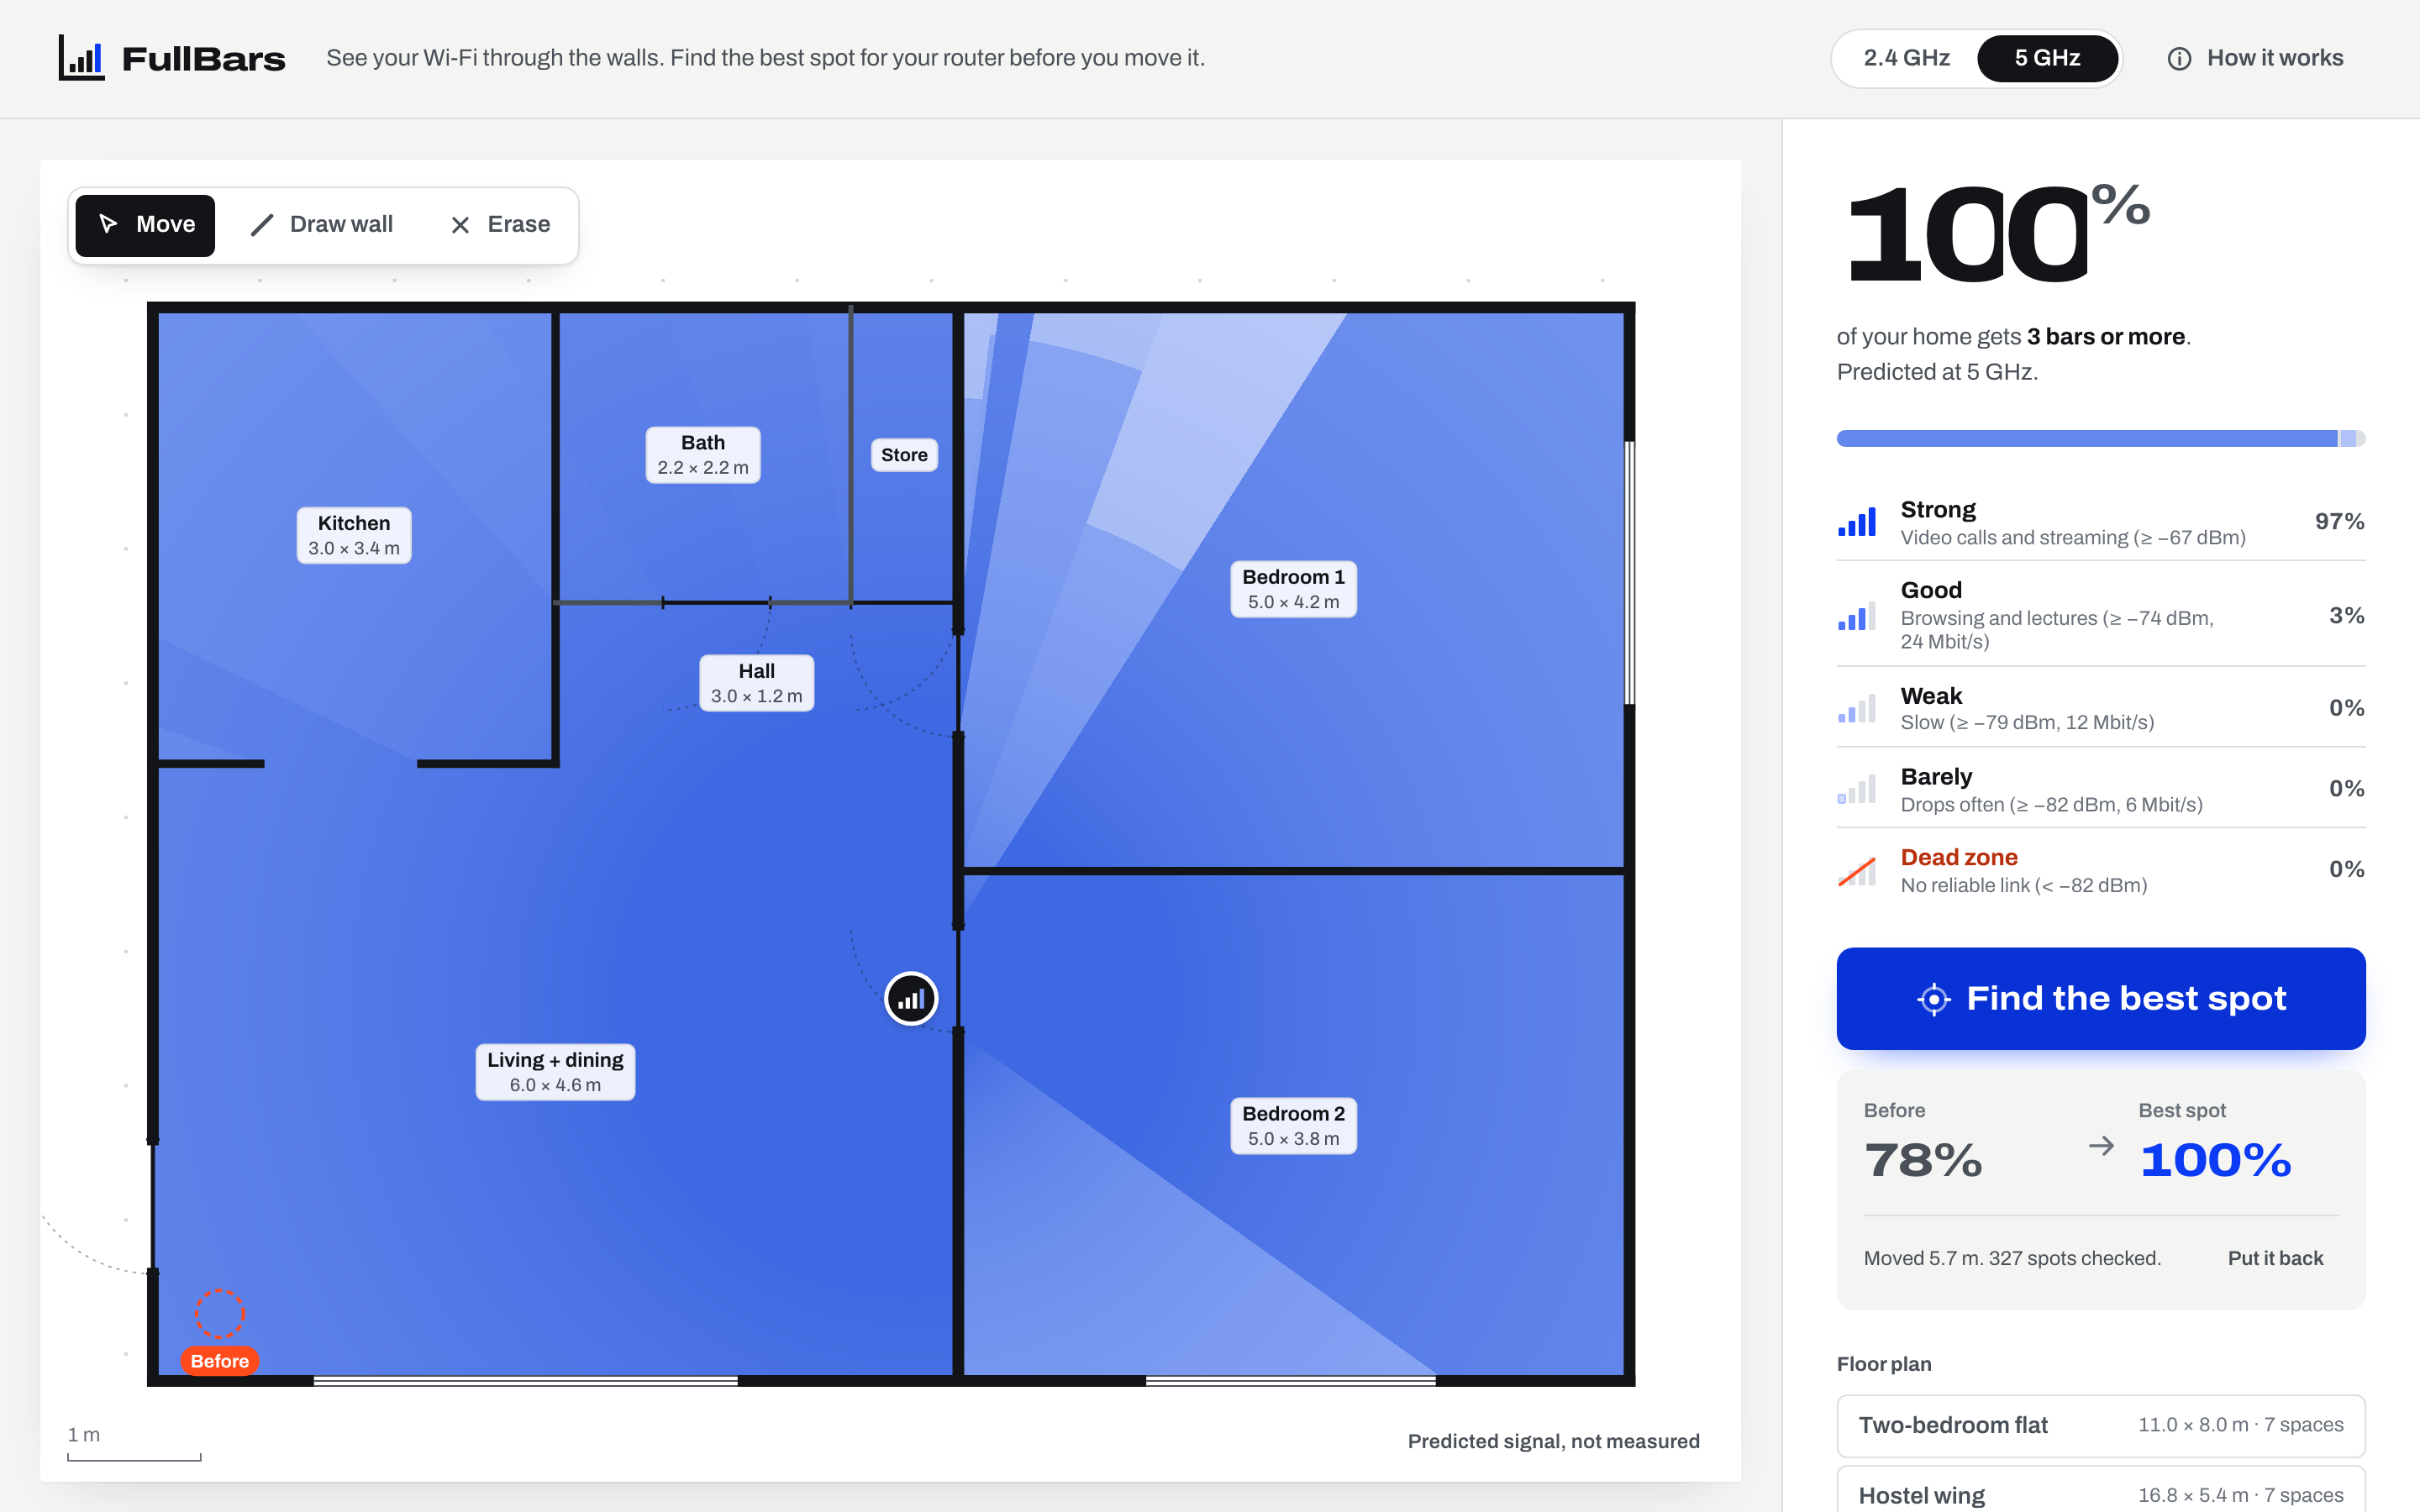 FullBars
See your Wi-Fi through the walls. Find the best spot for your router before you move it.
2.4 GHz
5 GHz
How it works
Move
Draw wall
Erase
Kitchen
3.0 × 3.4 m
Bath
2.2 × 2.2 m
Store
Hall
3.0 × 1.2 m
Bedroom 1
5.0 × 4.2 m
Living + dining
6.0 × 4.6 m
Bedroom 2
5.0 × 3.8 m
Before
1 m
Predicted signal, not measured
100%
of your home gets 3 bars or more.
Predicted at 5 GHz.
Strong
Video calls and streaming (≥ −67 dBm)
97%
Good
Browsing and lectures (≥ −74 dBm,
24 Mbit/s)
3%
Weak
Slow (≥ −79 dBm, 12 Mbit/s)
0%
Barely
Drops often (≥ −82 dBm, 6 Mbit/s)
0%
Dead zone
No reliable link (< −82 dBm)
0%
Find the best spot
Before
78%
Best spot
100%
Moved 5.7 m. 327 spots checked.
Put it back
Floor plan
Two-bedroom flat
11.0 × 8.0 m · 7 spaces
Hostel wing
16.8 × 5.4 m · 7 spaces